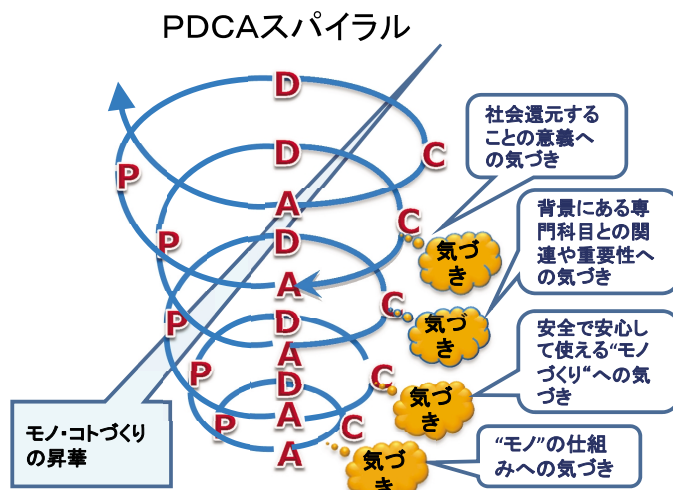 PDCAスパイラル
D
D
C
P
A
C
P
D
A
C
P
D
A
C
P
D
A
C
P
A
社会還元する
ことの意義へ
の気づき
気づ
き
背景にある専
門科目との関
連や重要性へ
の気づき
気づ
き
安全で安心し
て使える“モノ
づくり“への気
づき
気づ
き
“モノ”の仕組
みへの気づき
気づ
き
モノ・コトづくり
の昇華